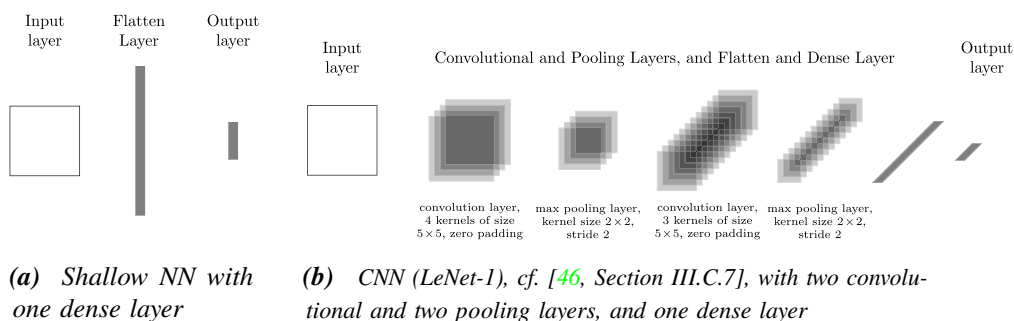 Input
layer
Flatten
Layer
Output
layer
(a) Shallow NN with
one dense layer
Input
layer
Convolutional and Pooling Layers, and Flatten and Dense Layer
Output
layer
convolution layer,
4 kernels of size
5×5, zero padding
max pooling layer,
kernel size 2×2,
stride 2
convolution layer,
3 kernels of size
5×5, zero padding
max pooling layer,
kernel size 2×2,
stride 2
(b) CNN (LeNet-1), cf. [46, Section III.C.7], with two convolu-
tional and two pooling layers, and one dense layer